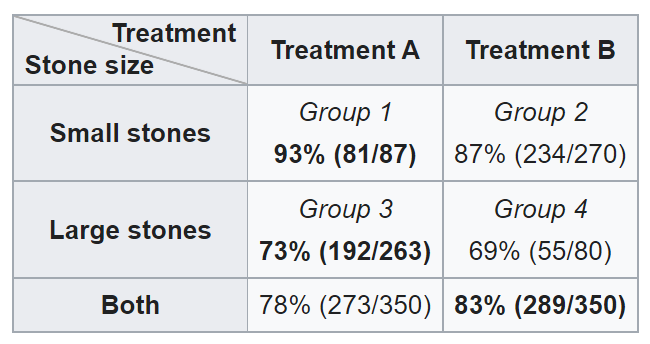 Treatment
Stone size
Treatment A
Treatment B
Small stones
Group 1
93% (81/87)
Group 2
87% (234/270)
Large stones
Group 3
73% (192/263)
Group 4
69% (55/80)
Both
78% (273/350)
83% (289/350)